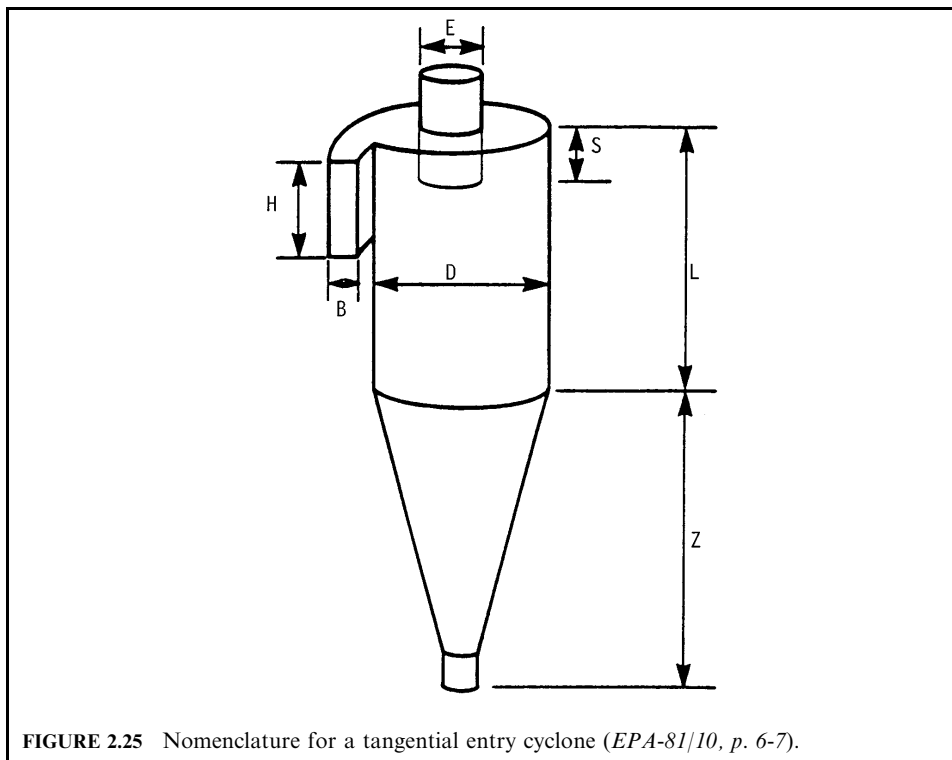 E
S
H
L
D
B
Z
FIGURE 2.25 Nomenclature for a tangential entry cyclone (EPA-81/10, p. 6-7).